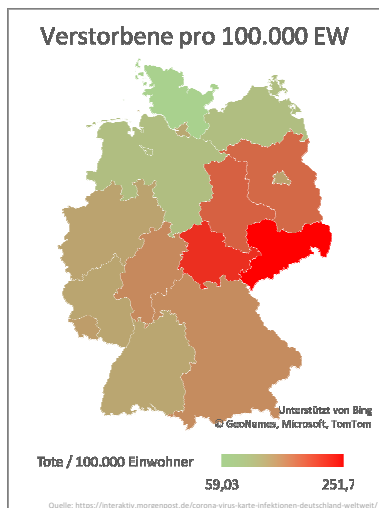 Verstorbene pro 100.000 EW
Unterstützt von Bing
© GeoNames, Microsoft, TomTom
Tote / 100.000 Einwohner
59,03
251,7
Quelle: https://interaktiv.morgenpost.de/corona-virus-karte-infektionen-deutschland-weltweit/